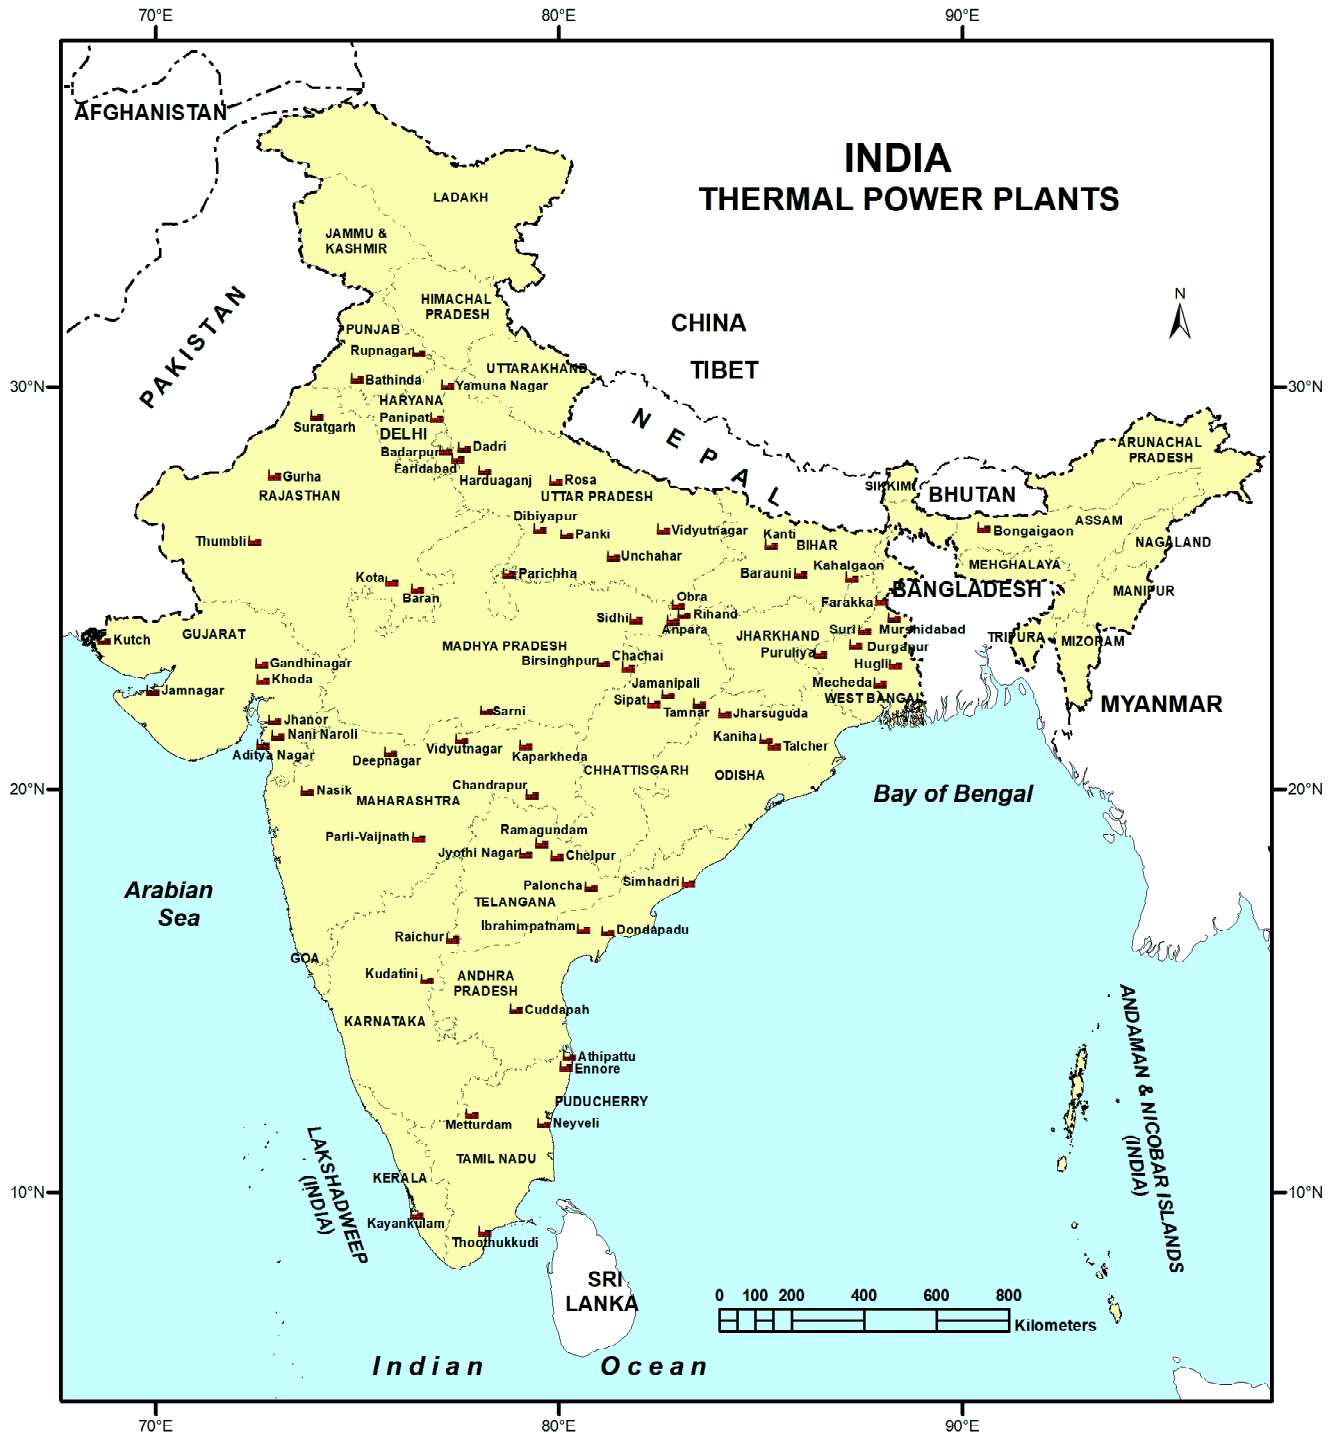 70°E
80°E
90°E
AFGHANISTAN
INDIA
THERMAL POWER PLANTS
LADAKH
JAMMU &
KASHMIR
N
PAKISTAN
HIMACHAL
PRADESH
CHINA
TIBET
PUNJAB
Rupnagar
UTTARAKHAND
30°N
30°N
Bathinda
Yamuna Nagar
HARYANA
Panipat
Suratgarh
DELHI
Badarpur
Dadri
Faridabad
Harduaganj
NEPAL
ARUNACHAL
PRADESH
Gurha
RAJASTHAN
Rosa
UTTAR PRADESH
SIKKIM
BHUTAN
Dibiyapur
Panki
Vidyutnagar
Kanti
BIHAR
Bongaigaon
ASSAM
NAGALAND
Thumbli
Unchahar
Kahalgaon
MEHGHALAYA
Kota
Baran
Parichha
Barauni
BANGLADESH
MANIPUR
Obra
Farakka
Sidhi
Rihand
Anpara
Suri
Murshidabad
Kutch
GUJARAT
MADHYA PRADESH
JHARKHAND
Durgapur
TRIPURA
MIZORAM
Gandhinagar
Khoda
Birsinghpur
Chachai
Puruliya
Hugli
Jamnagar
Jamanipali
Mecheda
WEST BANGAL
Sipat
Tamnar
MYANMAR
Sarni
Jharsuguda
Jhanor
Nani Naroli
Aditya Nagar
Vidyutnagar
Deepnagar
Kaparkheda
Kaniha
Talcher
CHHATTISGARH
ODISHA
20°N
20°N
Nasik
MAHARASHTRA
Chandrapur
Bay of Bengal
Parli-Vaijnath
Ramagundam
Jyothi Nagar
Chelpur
Arabian
Sea
Paloncha
Simhadri
TELANGANA
Ibrahimpatnam
Dondapadu
Raichur
GOA
Kudatini
ANDHRA
PRADESH
Cuddapah
KARNATAKA
Athipattu
Ennore
ANDAMAN & NICOBAR ISLANDS
(INDIA)
PUDUCHERRY
Metturdam
Neyveli
LAKSHADWEEP
(INDIA)
TAMIL NADU
KERALA
10°N
10°N
Kayankulam
Thoothukkudi
SRI
LANKA
0 100 200 400 600 800
Kilometers
Indian Ocean
70°E
80°E
90°E